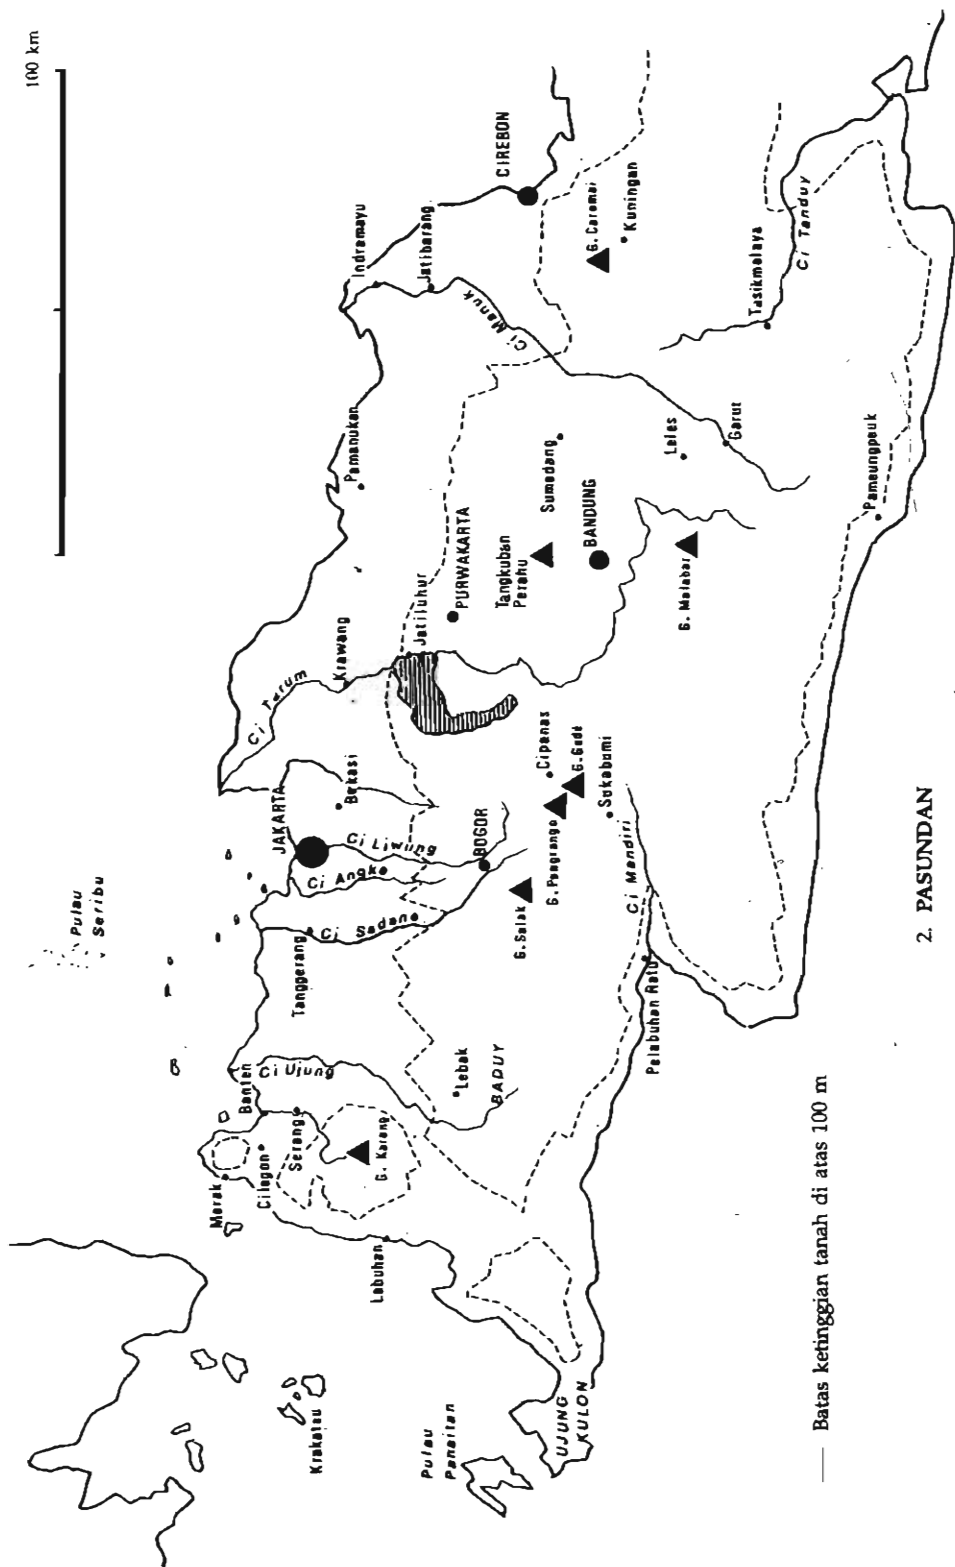 100 km
Pulau
Seribu
Krakatau
Pulau
Panaitan
UJUNG
KULON
Merak
Cilegon
Banten
Serang
G. Karang
Labuhan
Ci Ujung
Lebak
BADUY
Tanggerang
Ci Sadane
Ci Angke
JAKARTA
Ci Liwung
Bekasi
BOGOR
G. Salak
G. Pangrango
G. Gede
Cipanas
Sukabumi
Ci Mandiri
Pelabuhan Ratu
Ci Tarum
Krawang
Jatiluhur
PURWAKARTA
Tangkuban
Perahu
BANDUNG
G. Malabar
Pamanukan
Sumedang
Leles
Garut
Pameungpeuk
Indramayu
Jatibarang
Ci Manuk
CIREBON
G. Caremai
Kuningan
Tasikmalaya
Ci Tanduy
Batas ketinggian tanah di atas 100 m
2. PASUNDAN